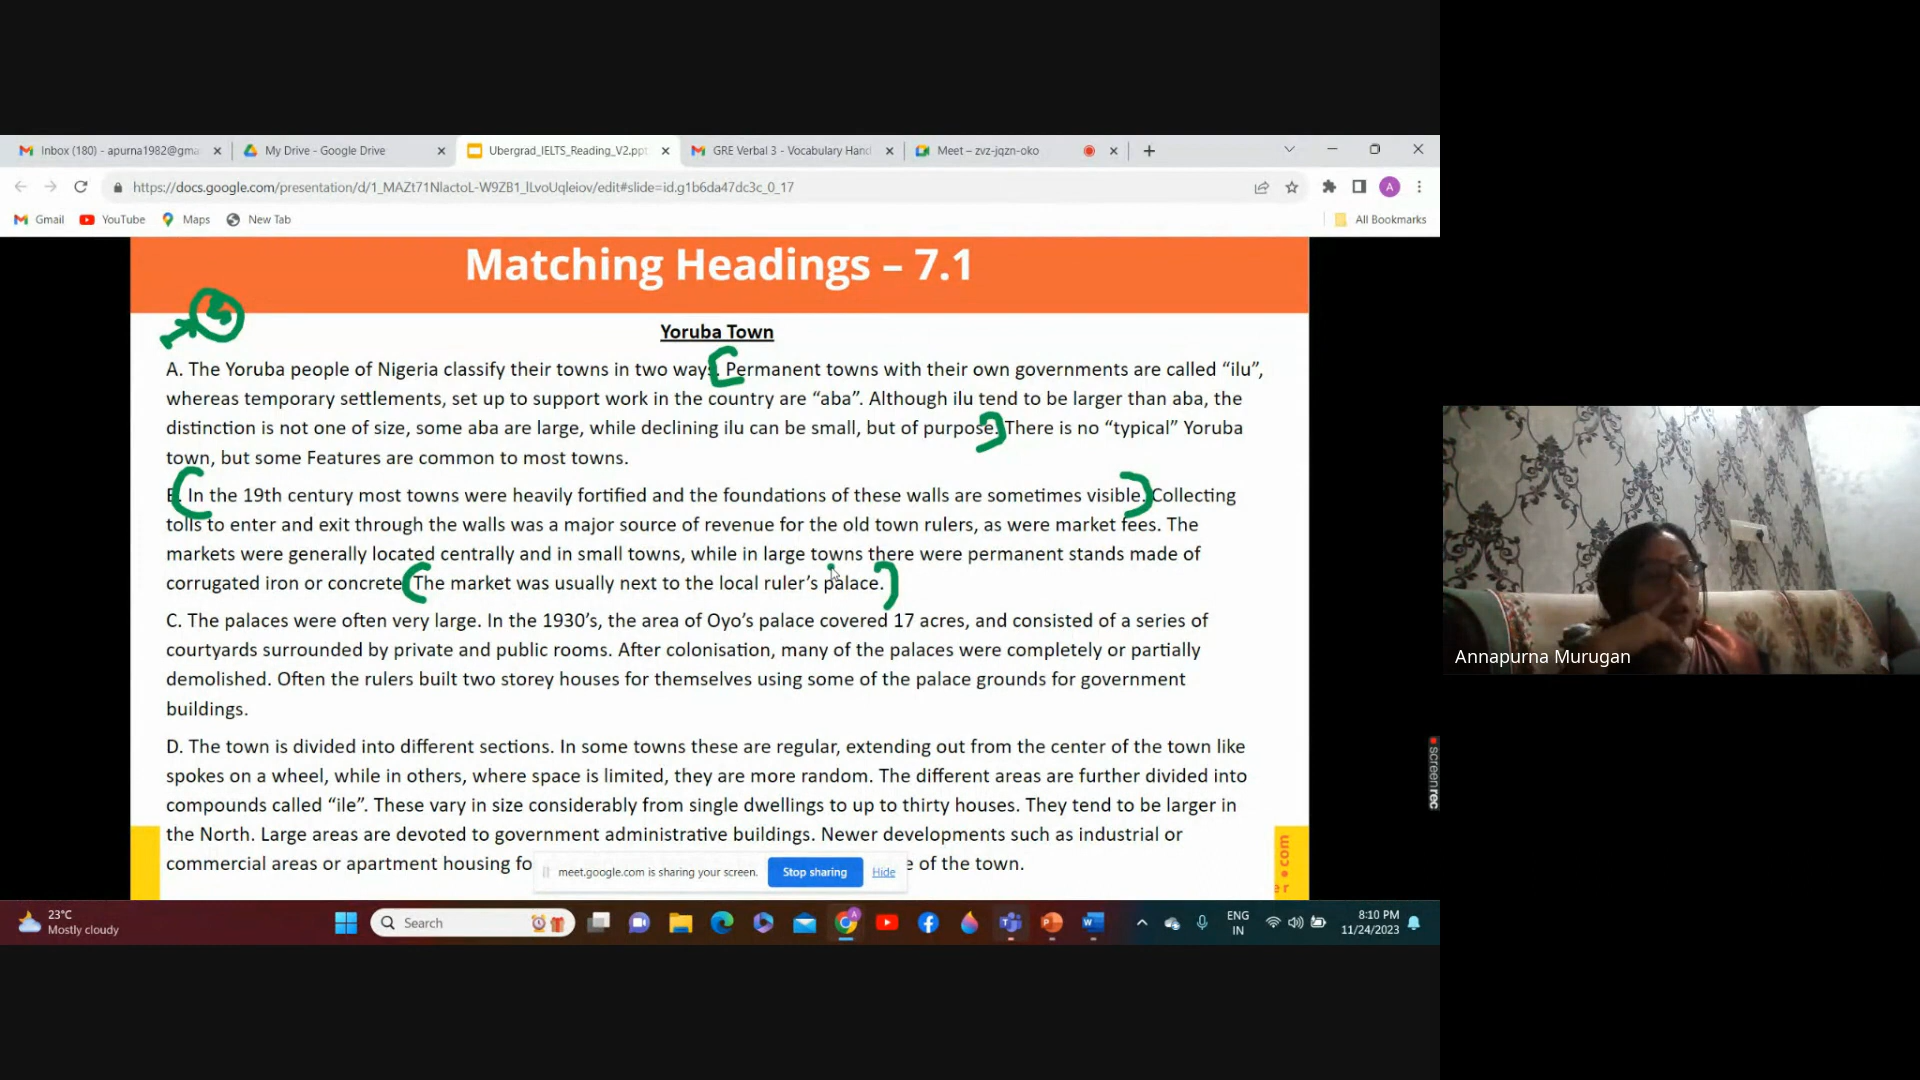 Inbox (180) - apurna1982@gma
My Drive - Google Drive
Ubergrad_IELTS_Reading_V2.ppt
GRE Verbal 3 - Vocabulary Hand
Meet – zvz-jqzn-oko
https://docs.google.com/presentation/d/1_MAZt71NlactoL-W9ZB1_lLvoUqleiov/edit#slide=id.g1b6da47dc3c_0_17
A
Gmail YouTube Maps New Tab All Bookmarks
Matching Headings – 7.1
Yoruba Town
A. The Yoruba people of Nigeria classify their towns in two ways. Permanent towns with their own governments are called “ilu”,
whereas temporary settlements, set up to support work in the country are “aba”. Although ilu tend to be larger than aba, the
distinction is not one of size, some aba are large, while declining ilu can be small, but of purpose. There is no “typical” Yoruba
town, but some Features are common to most towns.
B. In the 19th century most towns were heavily fortified and the foundations of these walls are sometimes visible. Collecting
tolls to enter and exit through the walls was a major source of revenue for the old town rulers, as were market fees. The
markets were generally located centrally and in small towns, while in large towns there were permanent stands made of
corrugated iron or concrete. The market was usually next to the local ruler’s palace.
C. The palaces were often very large. In the 1930’s, the area of Oyo’s palace covered 17 acres, and consisted of a series of
courtyards surrounded by private and public rooms. After colonisation, many of the palaces were completely or partially
demolished. Often the rulers built two storey houses for themselves using some of the palace grounds for government
buildings.
D. The town is divided into different sections. In some towns these are regular, extending out from the center of the town like
spokes on a wheel, while in others, where space is limited, they are more random. The different areas are further divided into
compounds called “ile”. These vary in size considerably from single dwellings to up to thirty houses. They tend to be larger in
the North. Large areas are devoted to government administrative buildings. Newer developments such as industrial or
commercial areas or apartment housing fo e of the town.
meet.google.com is sharing your screen. Stop sharing Hide
com
e r
screenrec
Annapurna Murugan
23°C
Mostly cloudy
Search
ENG
IN
8:10 PM
11/24/2023